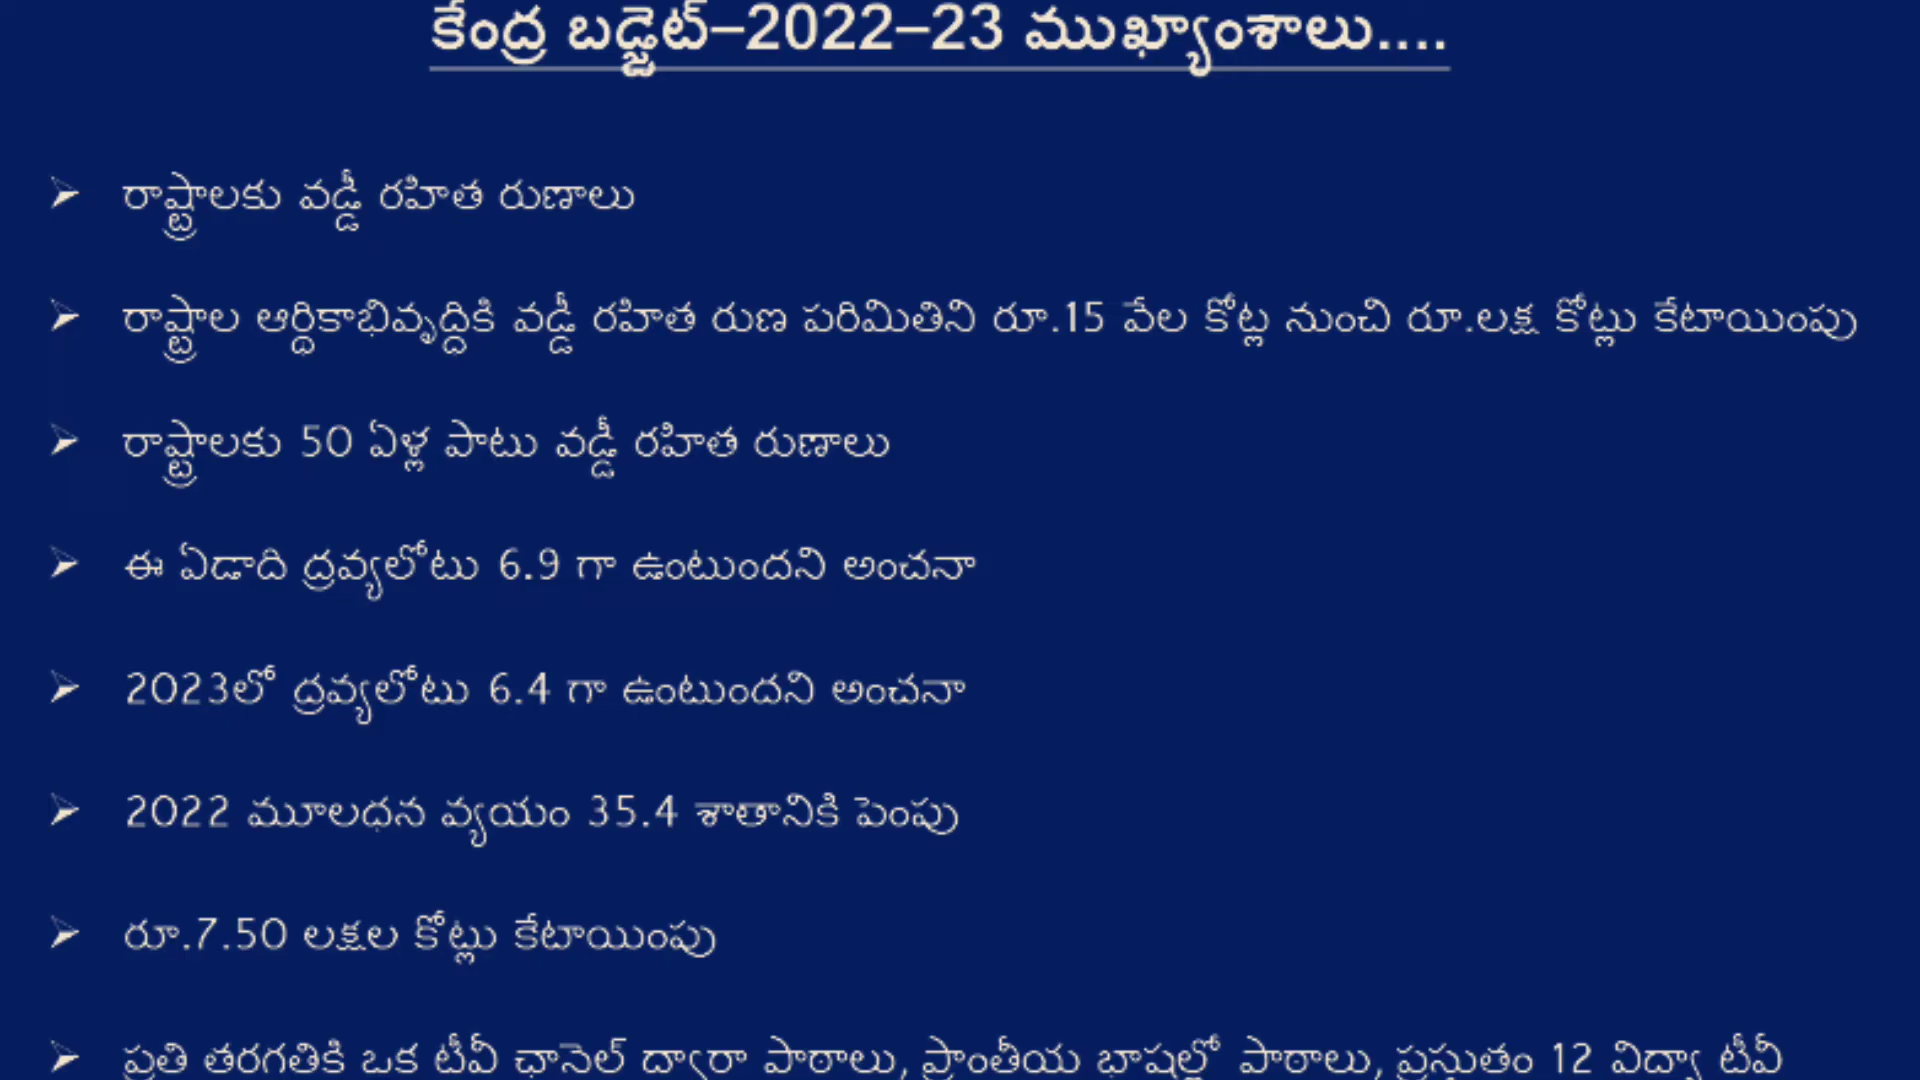 కేంద్ర బడ్జెట్–2022–23 ముఖ్యాంశాలు....
➢ రాష్ట్రాలకు వడ్డీ రహిత రుణాలు
➢ రాష్ట్రాల ఆర్థికాభివృద్ధికి వడ్డీ రహిత రుణ పరిమితిని రూ.15 వేల కోట్ల నుంచి రూ.లక్ష కోట్లు కేటాయింపు
➢ రాష్ట్రాలకు 50 ఏళ్ల పాటు వడ్డీ రహిత రుణాలు
➢ ఈ ఏడాది ద్రవ్యలోటు 6.9 గా ఉంటుందని అంచనా
➢ 2023లో ద్రవ్యలోటు 6.4 గా ఉంటుందని అంచనా
➢ 2022 మూలధన వ్యయం 35.4 శాతానికి పెంపు
➢ రూ.7.50 లక్షల కోట్లు కేటాయింపు
➢ ప్రతి తరగతికి ఒక టీవీ ఛానెల్ ద్వారా పాఠాలు, ప్రాంతీయ భాషల్లో పాఠాలు, ప్రస్తుతం 12 విద్యా టీవీ